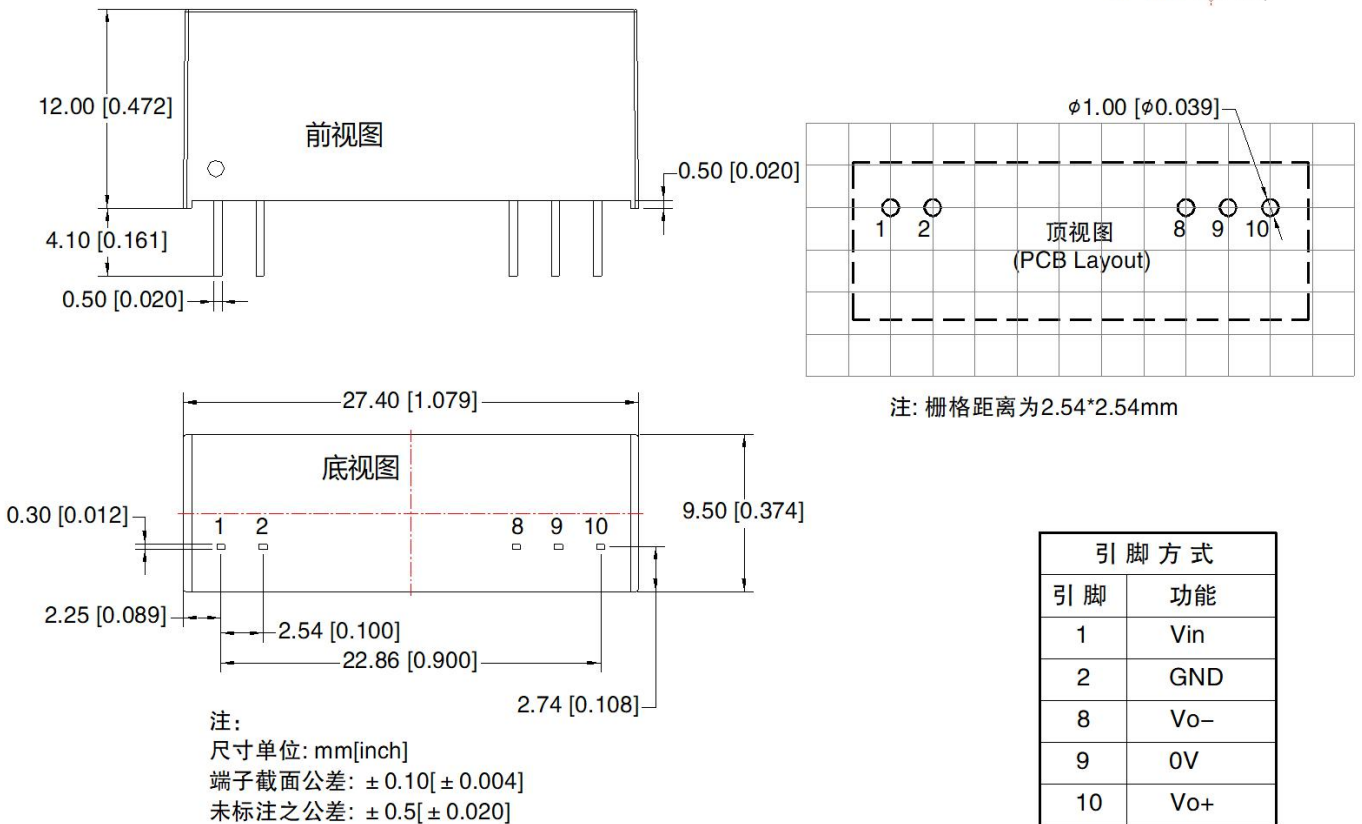 12.00 [0.472]
前视图
0.50 [0.020]
4.10 [0.161]
0.50 [0.020]
ϕ1.00 [ϕ0.039]
1 2 8 9 10
顶视图
(PCB Layout)
注: 栅格距离为2.54*2.54mm
27.40 [1.079]
底视图
0.30 [0.012]
1 2 8 9 10
9.50 [0.374]
2.25 [0.089]
2.54 [0.100]
22.86 [0.900]
2.74 [0.108]
注:
尺寸单位: mm[inch]
端子截面公差: ±0.10[±0.004]
未标注之公差: ±0.5[±0.020]
引脚方式
引脚 功能
1 Vin
2 GND
8 Vo−
9 0V
10 Vo+